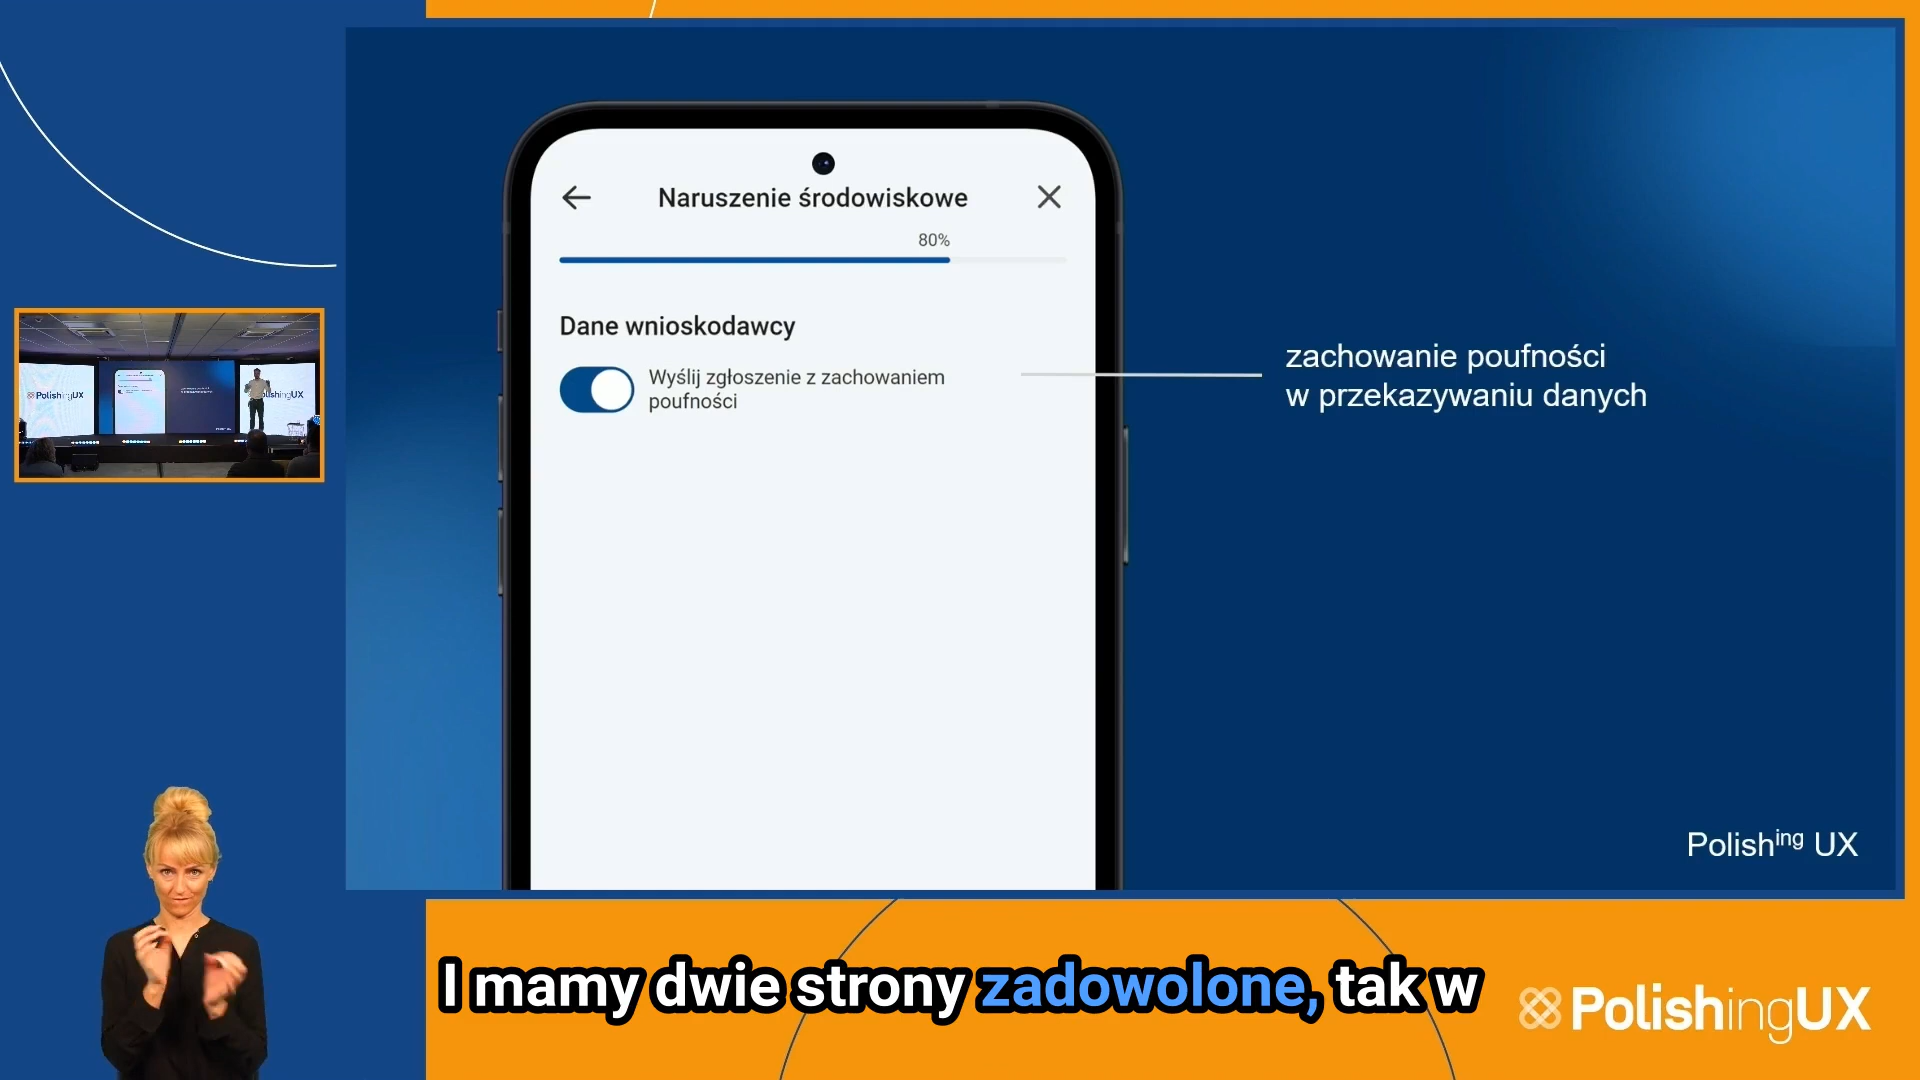 Naruszenie środowiskowe
80%
Dane wnioskodawcy
Wyślij zgłoszenie z zachowaniem
poufności
zachowanie poufności
w przekazywaniu danych
PolishingUX
Polishing UX
I mamy dwie strony zadowolone, tak w
PolishingUX